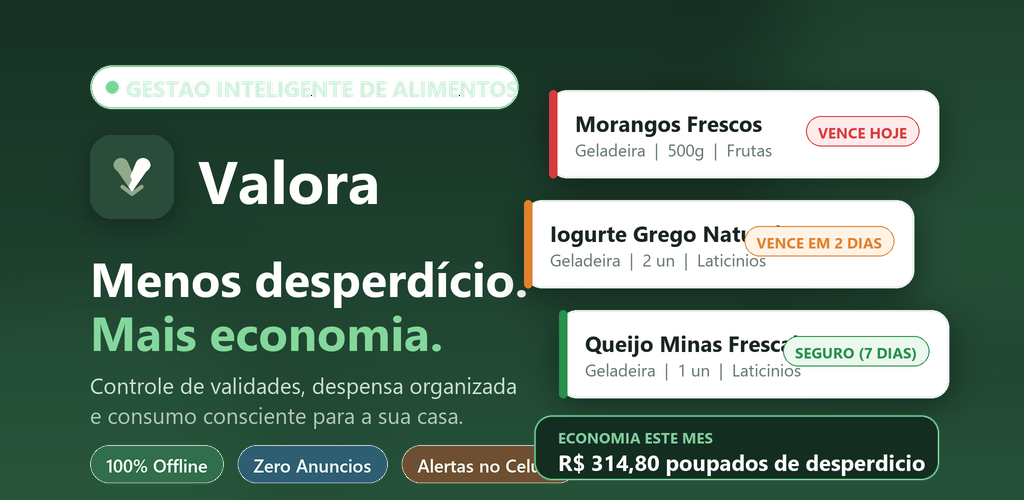 GESTAO INTELIGENTE DE ALIMENTOS
Valora
Menos desperdício.
Mais economia.
Controle de validades, despensa organizada
e consumo consciente para a sua casa.
100% Offline
Zero Anuncios
Alertas no
Morangos Frescos
VENCE HOJE
Geladeira | 500g | Frutas
Iogurte Grego
VENCE EM 2 DIAS
Geladeira | 2 un | Laticinios
Queijo Minas
SEGURO (7 DIAS)
Geladeira | 1 un | Laticinios
ECONOMIA ESTE MES
R$ 314,80 poupados de desperdicio